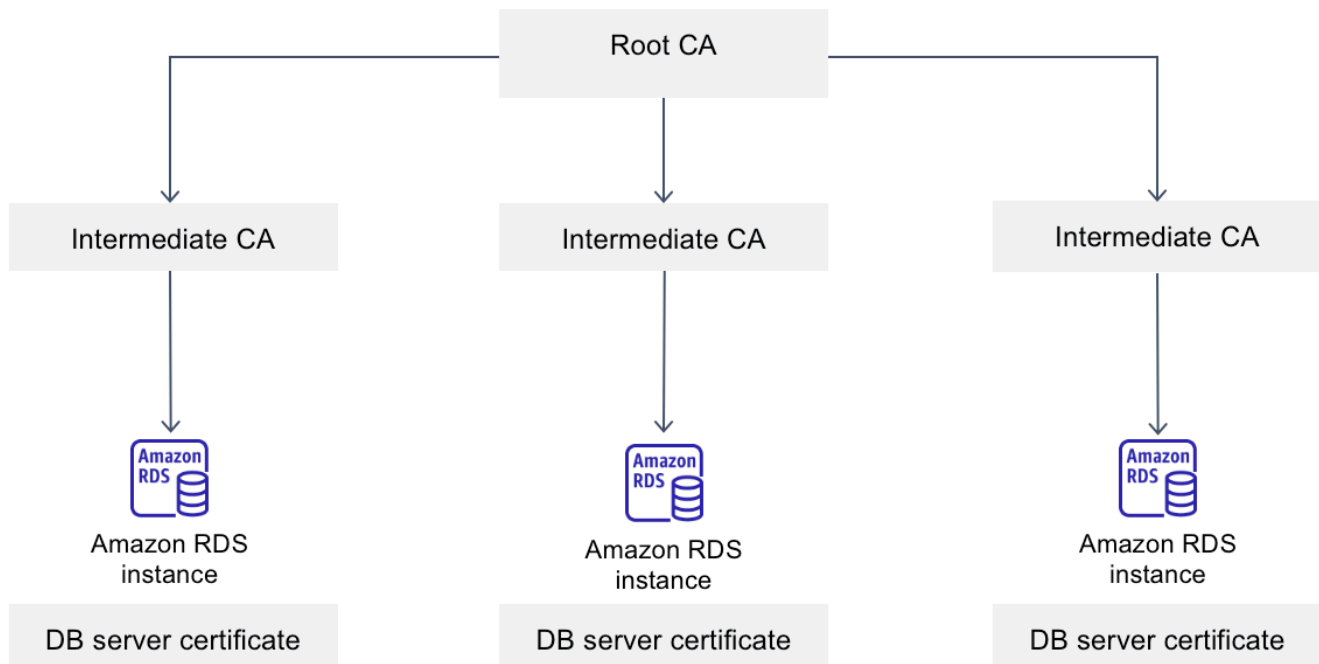 Root CA
Intermediate CA
Intermediate CA
Intermediate CA
Amazon
RDS
Amazon RDS
instance
DB server certificate
Amazon
RDS
Amazon RDS
instance
DB server certificate
Amazon
RDS
Amazon RDS
instance
DB server certificate